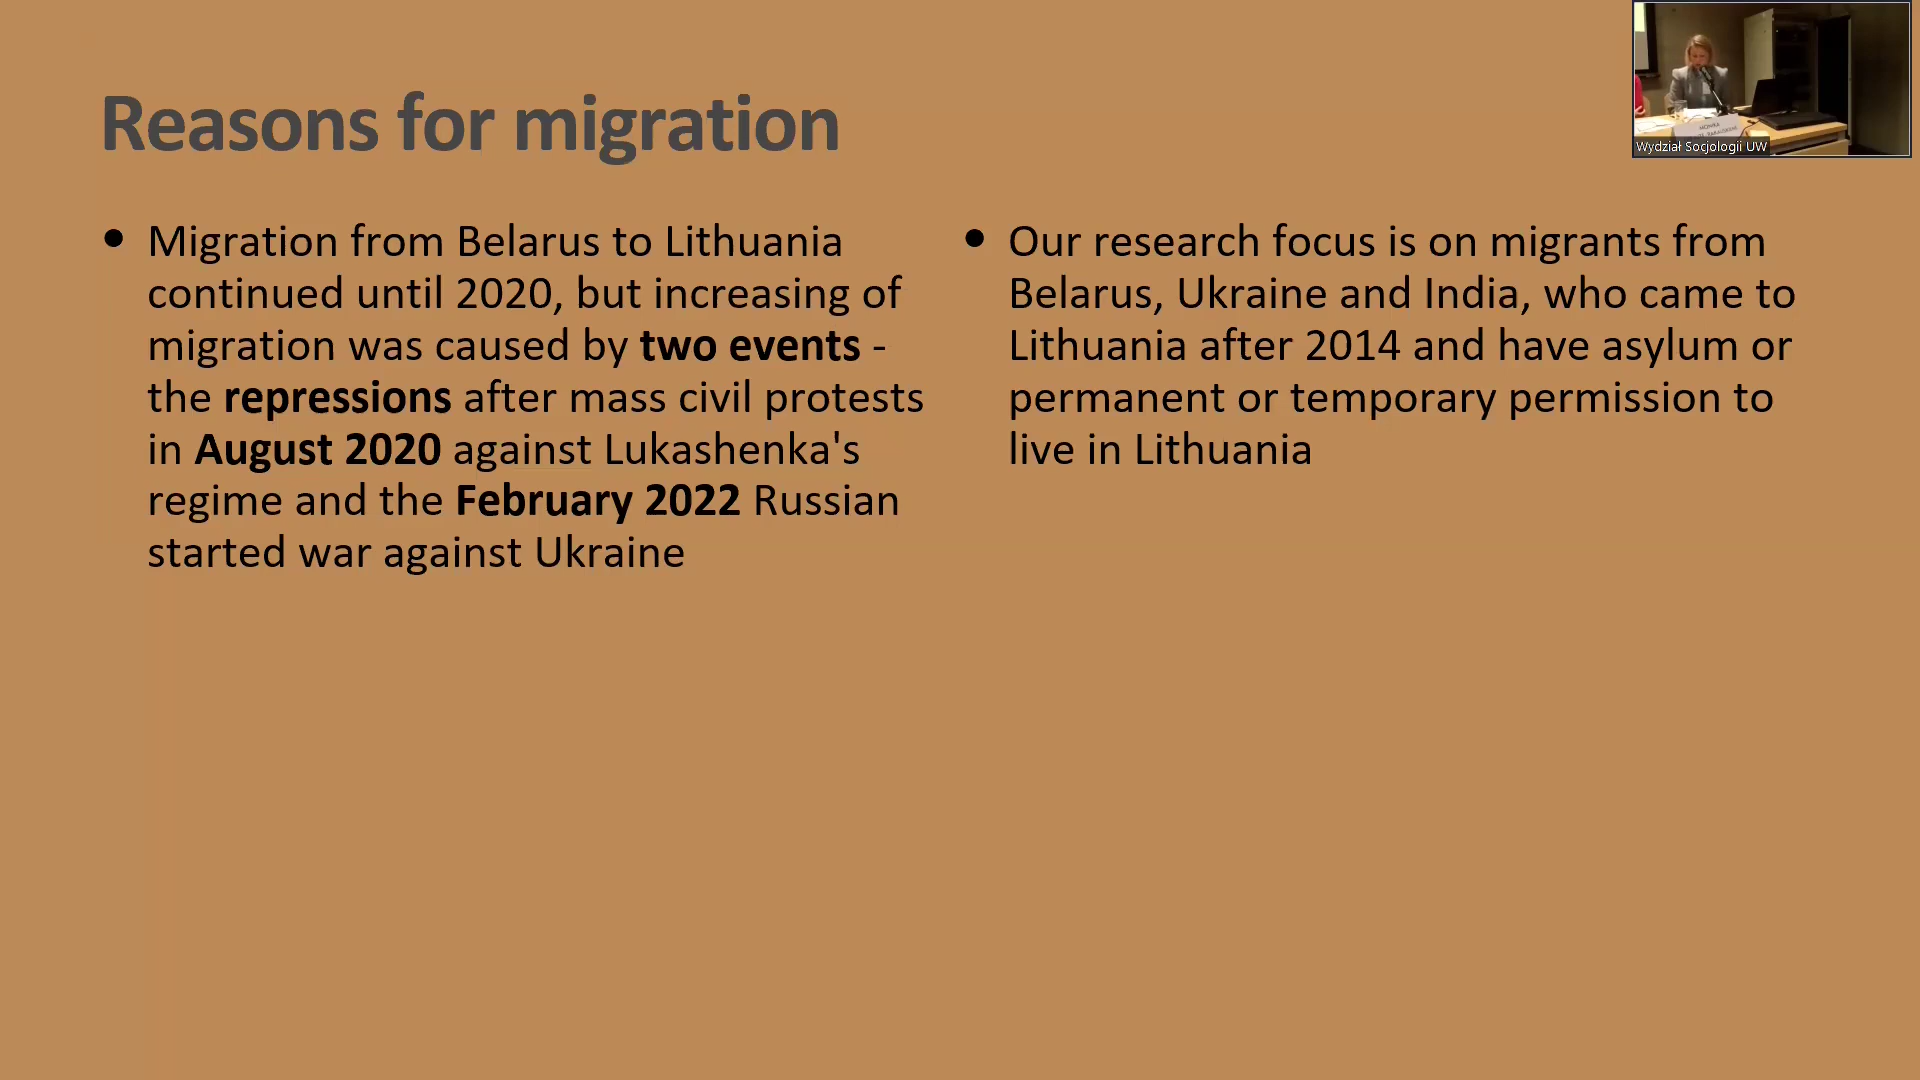 Reasons for migration
• Migration from Belarus to Lithuania
continued until 2020, but increasing of
migration was caused by two events -
the repressions after mass civil protests
in August 2020 against Lukashenka's
regime and the February 2022 Russian
started war against Ukraine
• Our research focus is on migrants from
Belarus, Ukraine and India, who came to
Lithuania after 2014 and have asylum or
permanent or temporary permission to
live in Lithuania
Wydział Socjologii UW